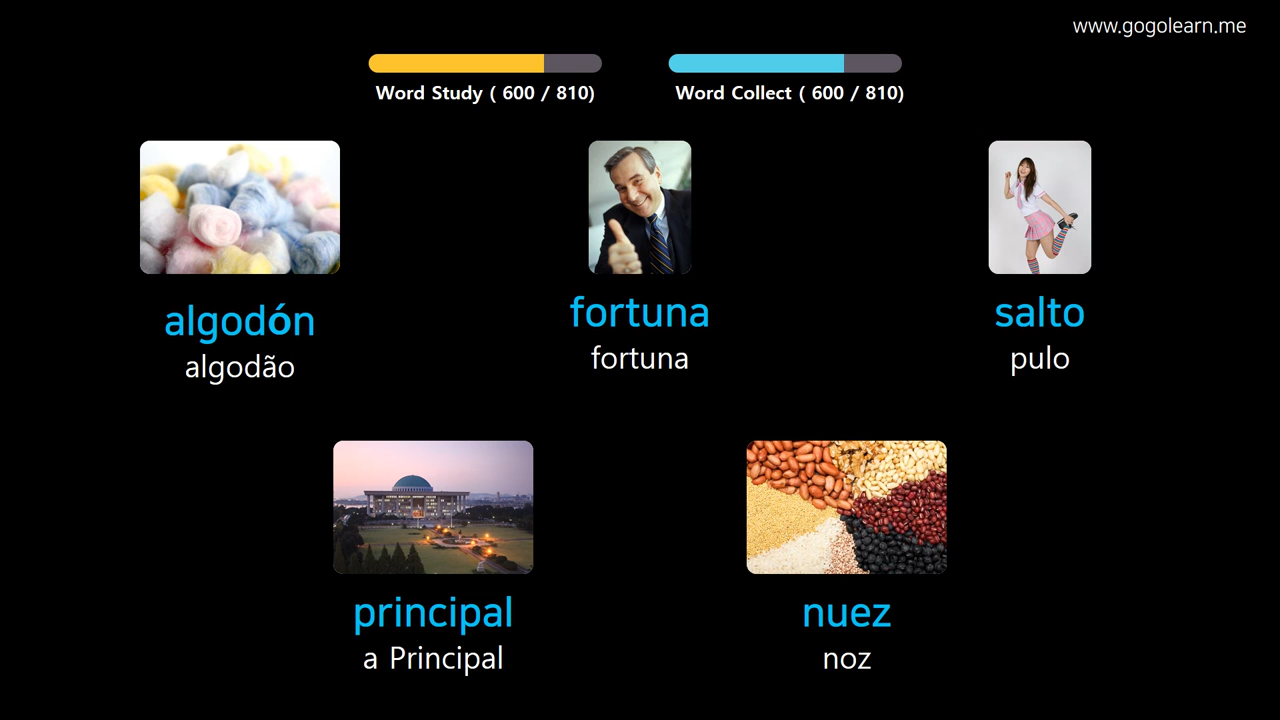 www.gogolearn.me
Word Study ( 600 / 810)
Word Collect ( 600 / 810)
algodón
algodão
fortuna
fortuna
salto
pulo
principal
a Principal
nuez
noz